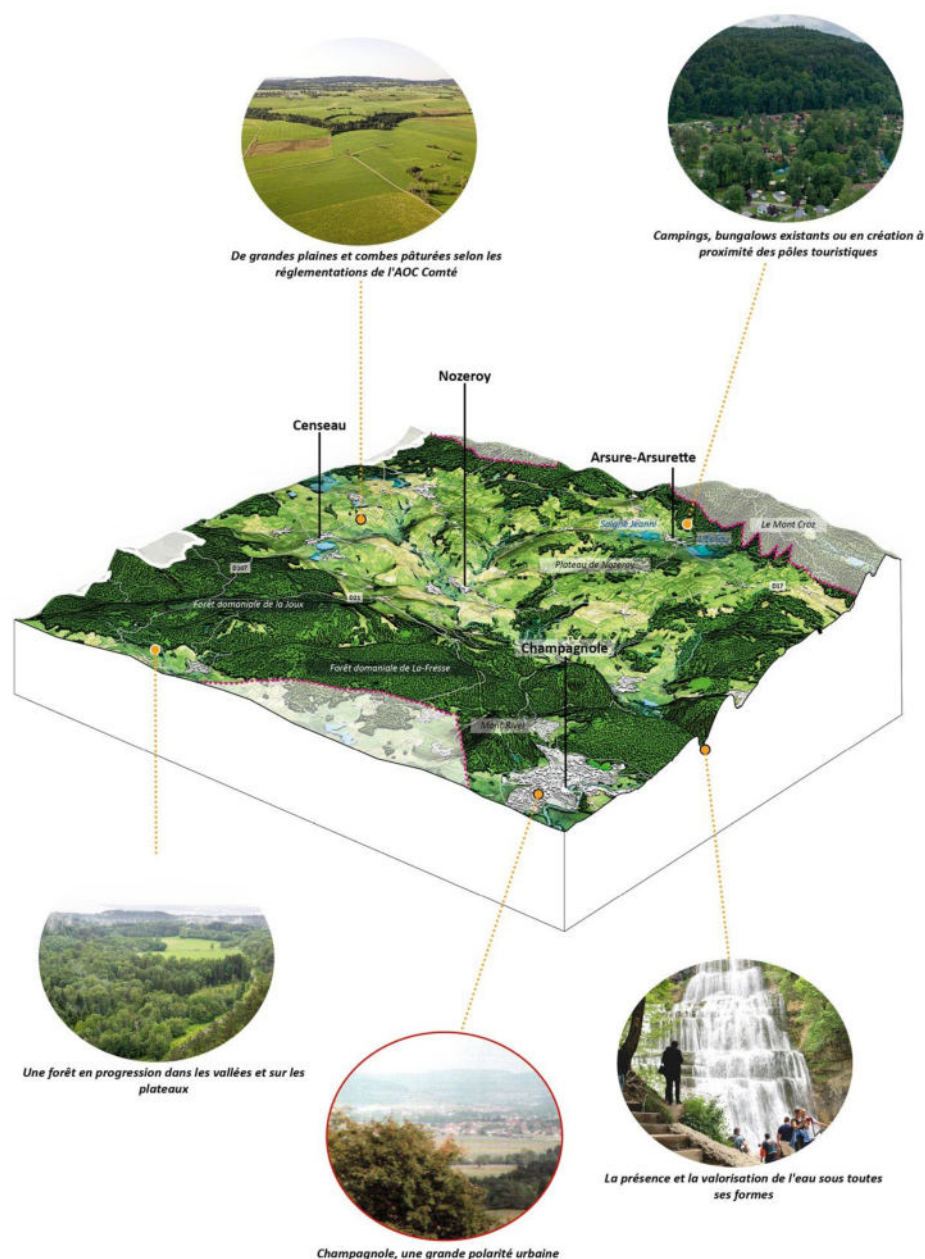 De grandes plaines et combes pâturées selon les
réglementations de l'AOC Comté
Campings, bungalows existants ou en création à
proximité des pôles touristiques
Nozeroy
Censeau
Arsure-Arsurette
Le Mont Croz
Plateau de Nozeroy
D107
D21
D17
Forêt domaniale de la Joux
Forêt domaniale de La-Fresse
Champagnole
Mont Rivel
Une forêt en progression dans les vallées et sur les
plateaux
La présence et la valorisation de l'eau sous toutes
ses formes
Champagnole, une grande polarité urbaine